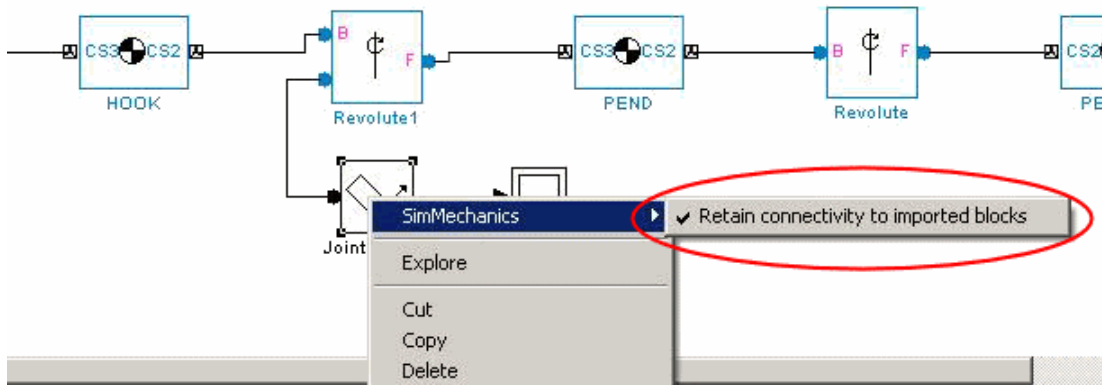 CS3 CS2
HOOK
B
F
Revolute1
CS3 CS2
PEND
B F
Revolute
CS2
PE
Joint
SimMechanics
✔ Retain connectivity to imported blocks
Explore
Cut
Copy
Delete